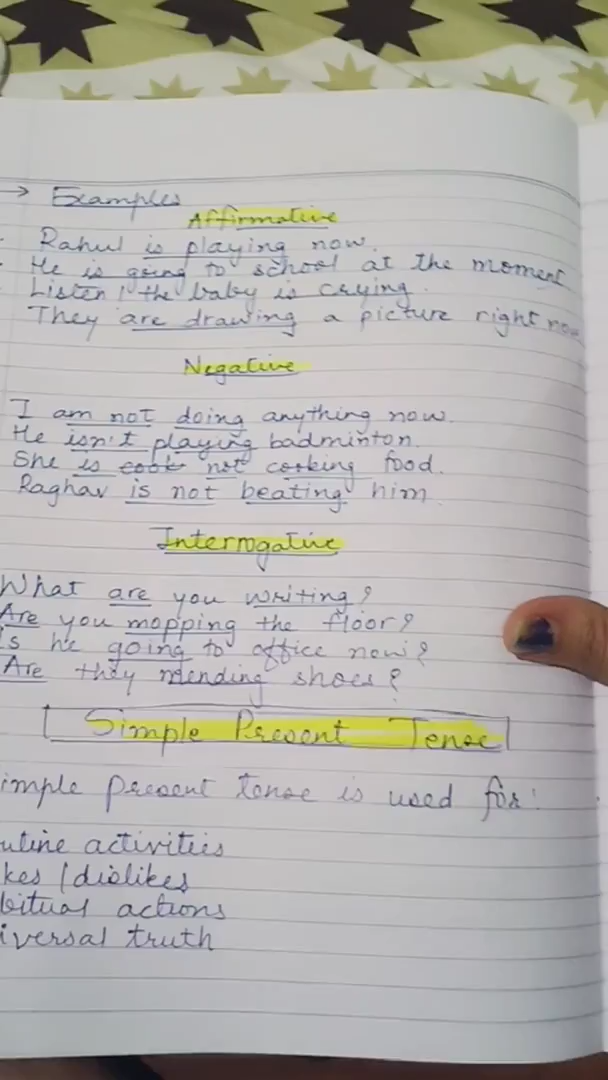 → Examples
Affirmative
Rahul is playing now.
He is going to school at the moment
Listen ! the baby is crying.
They are drawing a picture right now
Negative
I am not doing anything now.
He isn't playing badminton.
She is cook not cooking food.
Raghav is not beating him
Interrogative
What are you writing?
Are you mopping the floor?
Is he going to office now?
Are they mending shoes?
Simple Present Tense
imple present tense is used for:
utine activities
kes / dislikes
bitual actions
iversal truth